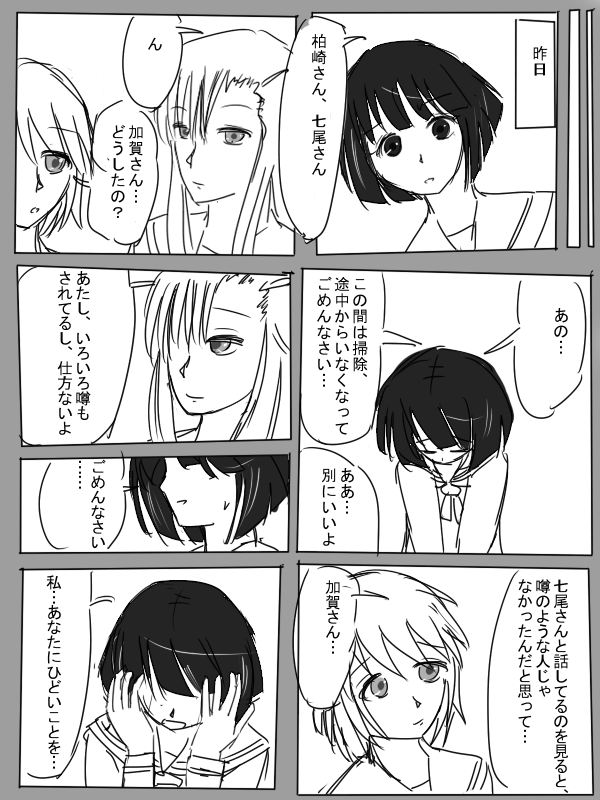 昨日
柏崎さん、七尾さん
ん
加賀さん…
どうしたの？
あの…
この間は掃除、
途中からいなくなって
ごめんなさい…
ああ…
別にいいよ
あたし、いろいろ噂も
されてるし、仕方ないよ
ごめんなさい
……
七尾さんと話してるのを見ると、
噂のような人じゃ
なかったんだと思って…
加賀さん…
私…あなたにひどいことを…